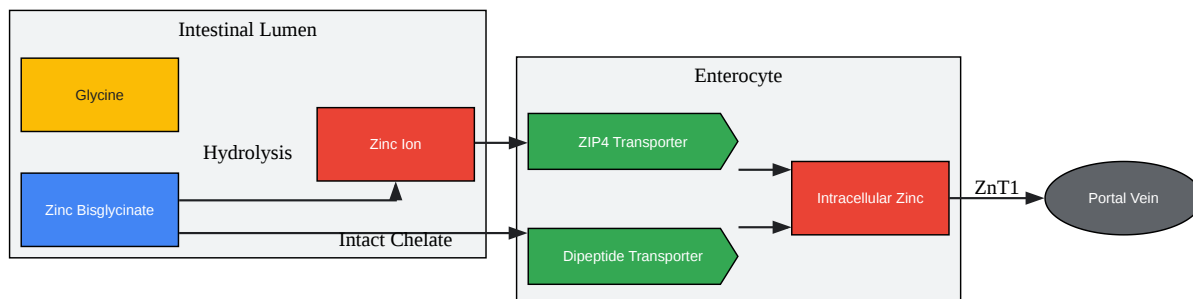 Intestinal Lumen
Glycine
Hydrolysis
Zinc Ion
Zinc Bisglycinate
Intact Chelate
Enterocyte
ZIP4 Transporter
Dipeptide Transporter
Intracellular Zinc
ZnT1
Portal Vein